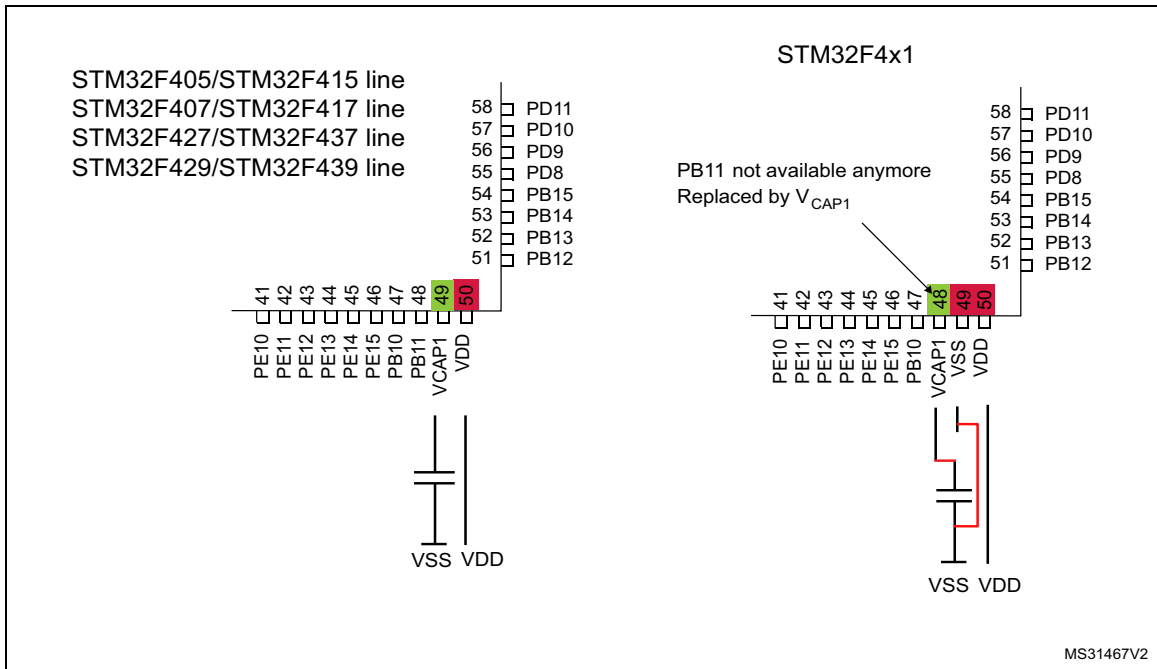 STM32F405/STM32F415 line
STM32F407/STM32F417 line
STM32F427/STM32F437 line
STM32F429/STM32F439 line
58 PD11
57 PD10
56 PD9
55 PD8
54 PB15
53 PB14
52 PB13
51 PB12
41 42 43 44 45 46 47 48 49 50
PE10 PE11 PE12 PE13 PE14 PE15 PB10 PB11 VCAP1 VDD
VSS VDD
STM32F4x1
PB11 not available anymore
Replaced by VCAP1
58 PD11
57 PD10
56 PD9
55 PD8
54 PB15
53 PB14
52 PB13
51 PB12
41 42 43 44 45 46 47 48 49 50
PE10 PE11 PE12 PE13 PE14 PE15 PB10 VCAP1 VSS VDD
VSS VDD
MS31467V2